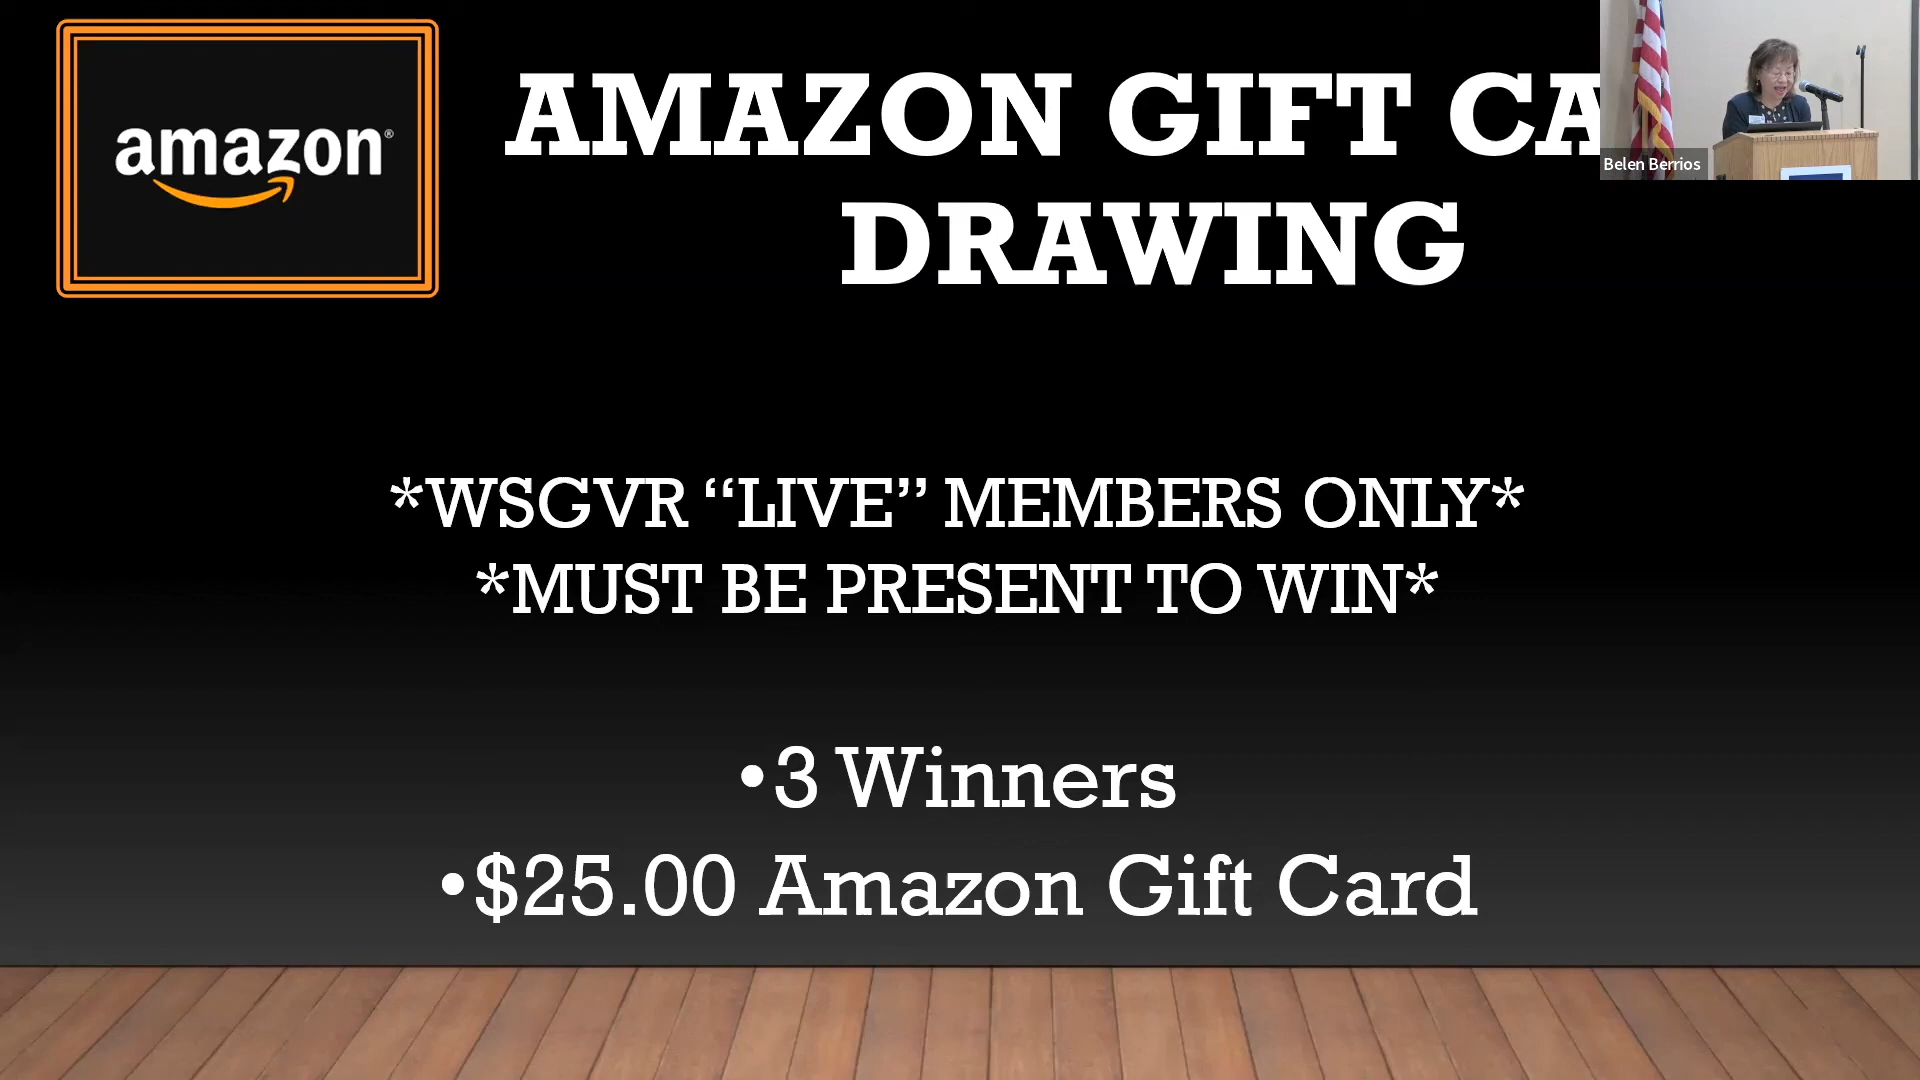 amazon®
AMAZON GIFT CA
DRAWING
Belen Berrios
*WSGVR “LIVE” MEMBERS ONLY*
*MUST BE PRESENT TO WIN*
•3 Winners
•$25.00 Amazon Gift Card